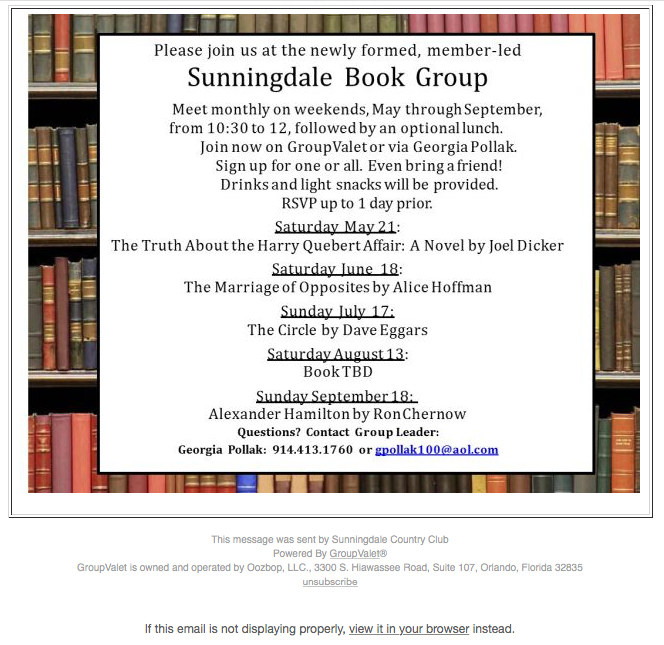 Please join us at the newly formed, member-led
Sunningdale Book Group
Meet monthly on weekends, May through September,
from 10:30 to 12, followed by an optional lunch.
Join now on GroupValet or via Georgia Pollak.
Sign up for one or all. Even bring a friend!
Drinks and light snacks will be provided.
RSVP up to 1 day prior.
Saturday May 21:
The Truth About the Harry Quebert Affair: A Novel by Joel Dicker
Saturday June 18:
The Marriage of Opposites by Alice Hoffman
Sunday July 17:
The Circle by Dave Eggars
Saturday August 13:
Book TBD
Sunday September 18:
Alexander Hamilton by Ron Chernow
Questions? Contact Group Leader:
Georgia Pollak: 914.413.1760 or gpollak100@aol.com
This message was sent by Sunningdale Country Club
Powered By GroupValet®
GroupValet is owned and operated by Oozbop, LLC., 3300 S. Hiawassee Road, Suite 107, Orlando, Florida 32835
unsubscribe
If this email is not displaying properly, view it in your browser instead.